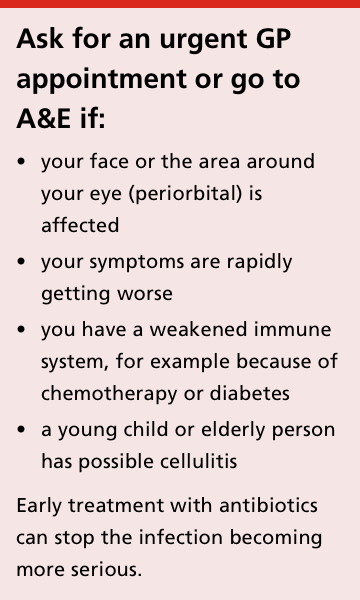 Ask for an urgent GP
appointment or go to
A&E if:
• your face or the area around
your eye (periorbital) is
affected
• your symptoms are rapidly
getting worse
• you have a weakened immune
system, for example because of
chemotherapy or diabetes
• a young child or elderly person
has possible cellulitis
Early treatment with antibiotics
can stop the infection becoming
more serious.